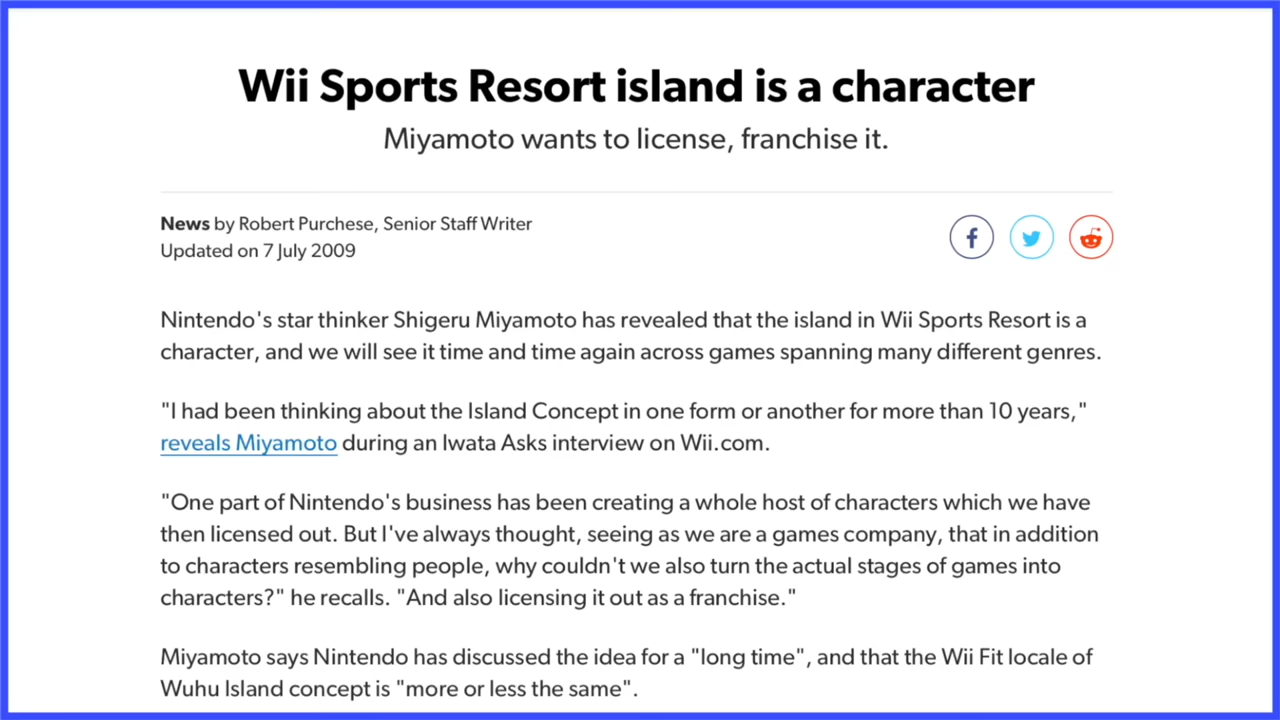 Wii Sports Resort island is a character
Miyamoto wants to license, franchise it.
News by Robert Purchese, Senior Staff Writer
Updated on 7 July 2009
Nintendo's star thinker Shigeru Miyamoto has revealed that the island in Wii Sports Resort is a
character, and we will see it time and time again across games spanning many different genres.
"I had been thinking about the Island Concept in one form or another for more than 10 years,"
reveals Miyamoto during an Iwata Asks interview on Wii.com.
"One part of Nintendo's business has been creating a whole host of characters which we have
then licensed out. But I've always thought, seeing as we are a games company, that in addition
to characters resembling people, why couldn't we also turn the actual stages of games into
characters?" he recalls. "And also licensing it out as a franchise."
Miyamoto says Nintendo has discussed the idea for a "long time", and that the Wii Fit locale of
Wuhu Island concept is "more or less the same".